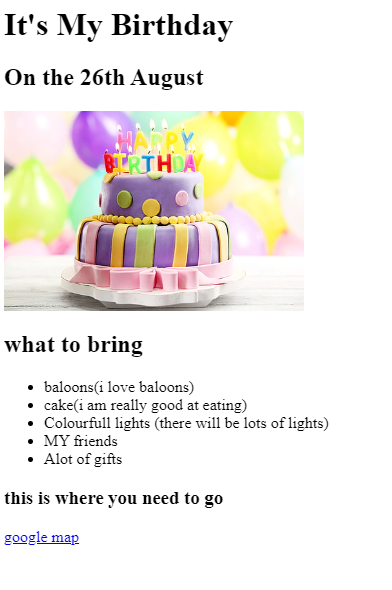 It's My Birthday
On the 26th August
HAPPY
BIRTHDAY
what to bring
baloons(i love baloons)
cake(i am really good at eating)
Colourfull lights (there will be lots of lights)
MY friends
Alot of gifts
this is where you need to go
google map